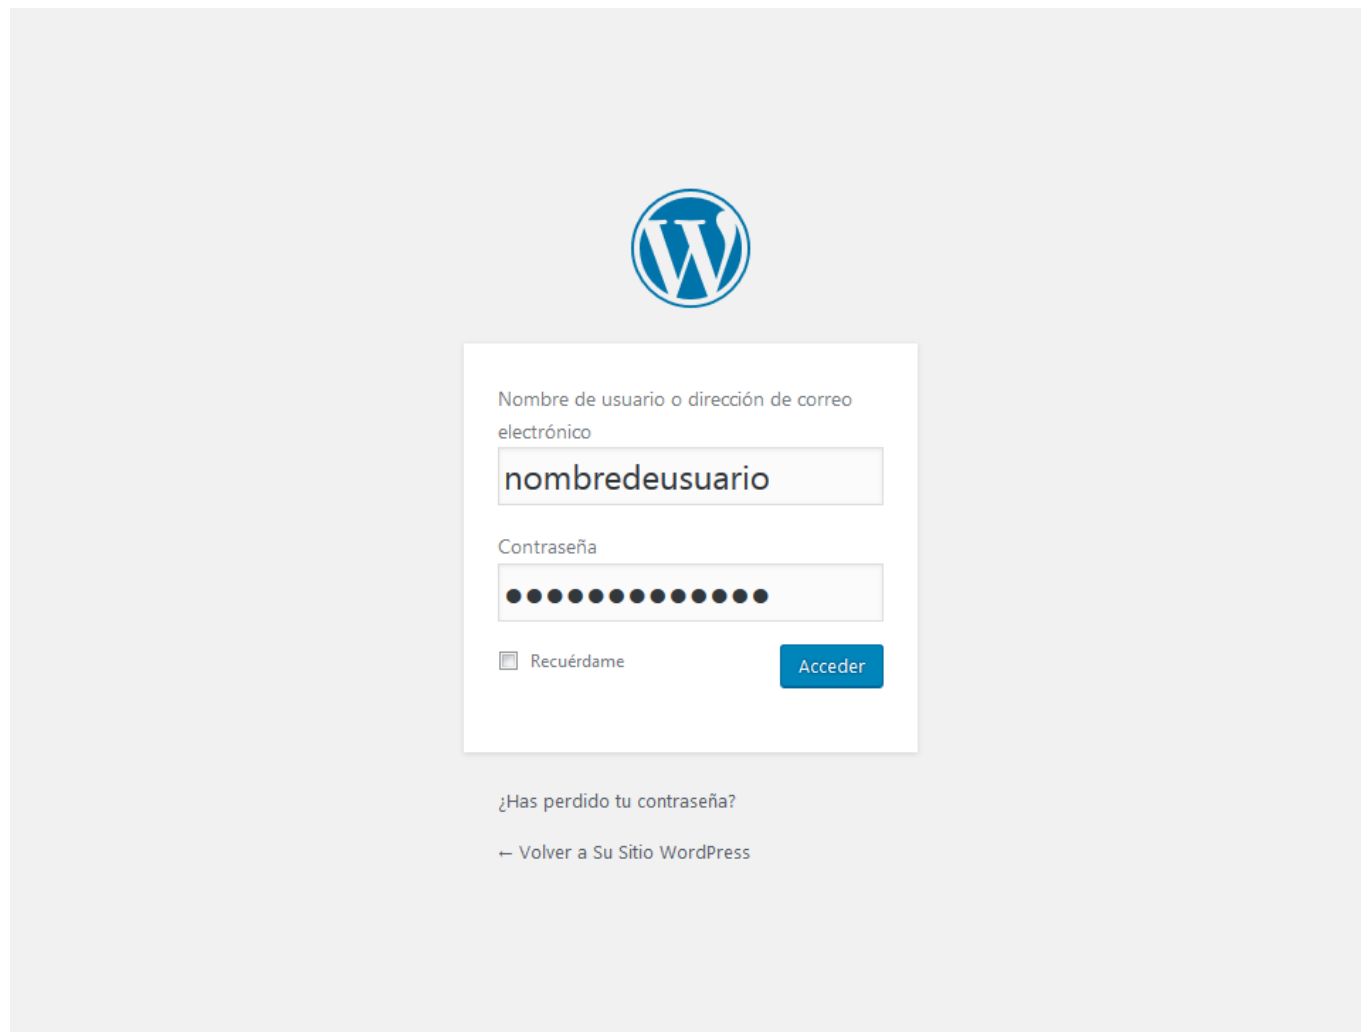 Nombre de usuario o dirección de correo
electrónico
nombredeusuario
Contraseña
●●●●●●●●●●●●●
Recuérdame
Acceder
¿Has perdido tu contraseña?
← Volver a Su Sitio WordPress